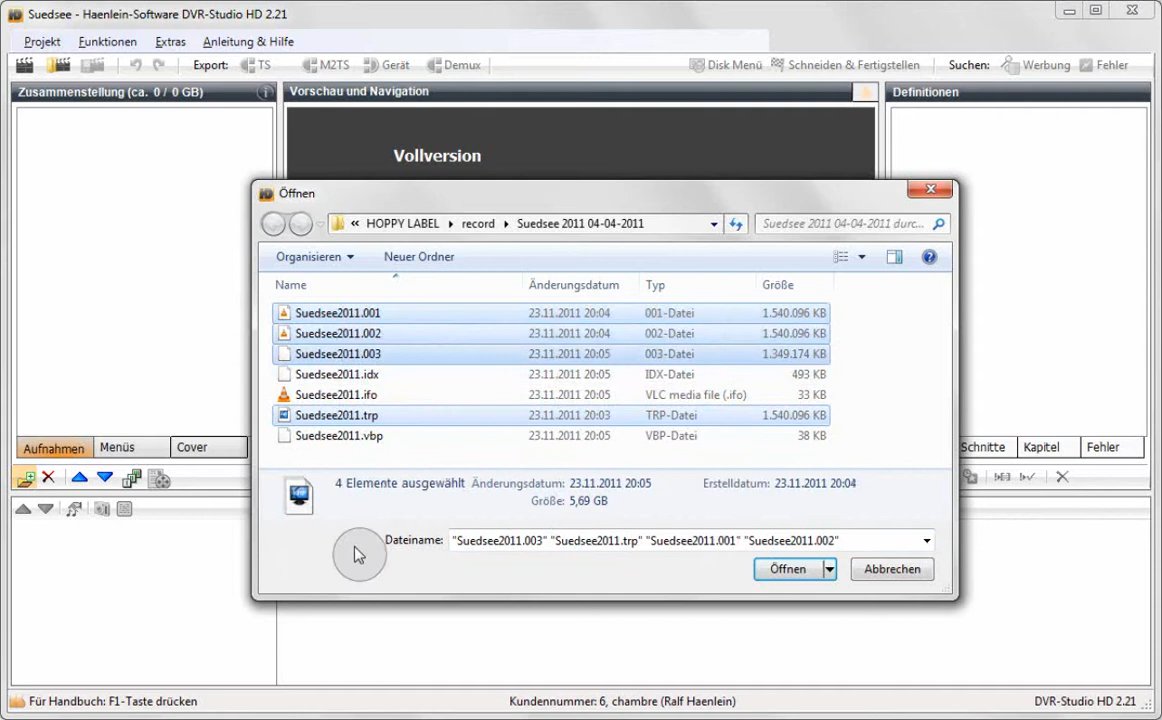 Suedsee - Haenlein-Software DVR-Studio HD 2.21
Projekt Funktionen Extras Anleitung & Hilfe
Export: TS M2TS Gerät Demux Disk Menü Schneiden & Fertigstellen Suchen: Werbung Fehler
Zusammenstellung (ca. 0 / 0 GB) Vorschau und Navigation Definitionen
Vollversion
Öffnen
« HOPPY LABEL record Suedsee 2011 04-04-2011 Suedsee 2011 04-04-2011 durc...
Organisieren Neuer Ordner
Name Änderungsdatum Typ Größe
Suedsee2011.001 23.11.2011 20:04 001-Datei 1.540.096 KB
Suedsee2011.002 23.11.2011 20:04 002-Datei 1.540.096 KB
Suedsee2011.003 23.11.2011 20:05 003-Datei 1.349.174 KB
Suedsee2011.idx 23.11.2011 20:05 IDX-Datei 493 KB
Suedsee2011.ifo 23.11.2011 20:05 VLC media file (.ifo) 33 KB
Suedsee2011.trp 23.11.2011 20:03 TRP-Datei 1.540.096 KB
Suedsee2011.vbp 23.11.2011 20:05 VBP-Datei 38 KB
Aufnahmen Menüs Cover Schnitte Kapitel Fehler
4 Elemente ausgewählt Änderungsdatum: 23.11.2011 20:05 Erstelldatum: 23.11.2011 20:04
Größe: 5,69 GB
Dateiname: "Suedsee2011.003" "Suedsee2011.trp" "Suedsee2011.001" "Suedsee2011.002"
Öffnen Abbrechen
Für Handbuch: F1-Taste drücken Kundennummer: 6, chambre (Ralf Haenlein) DVR-Studio HD 2.21